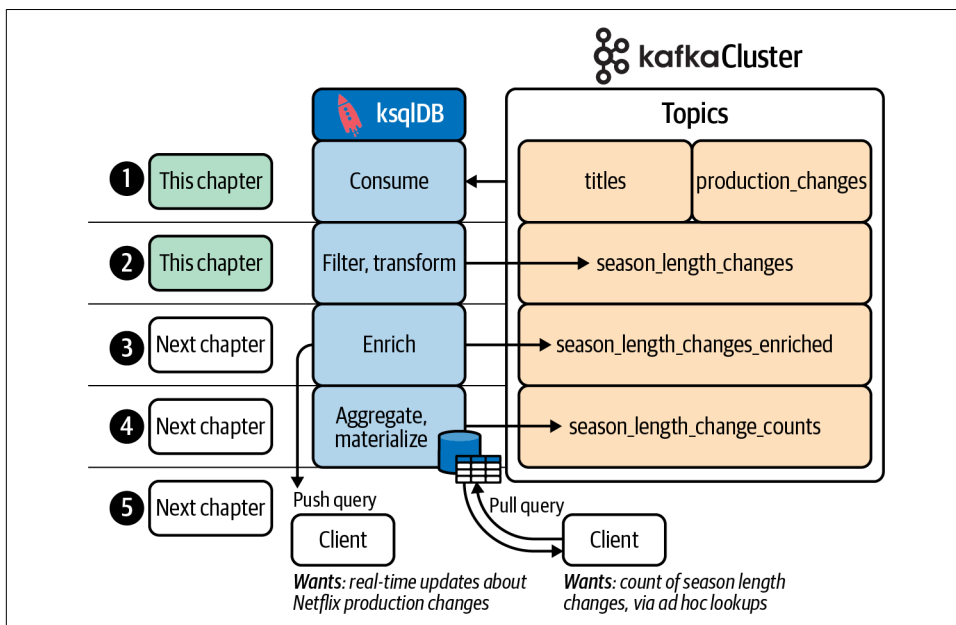 kafkaCluster
ksqlDB
Topics
1
This chapter
Consume
titles
production_changes
2
This chapter
Filter, transform
season_length_changes
3
Next chapter
Enrich
season_length_changes_enriched
4
Next chapter
Aggregate,
materialize
season_length_change_counts
5
Next chapter
Push query
Client
Wants: real-time updates about
Netflix production changes
Pull query
Client
Wants: count of season length
changes, via ad hoc lookups